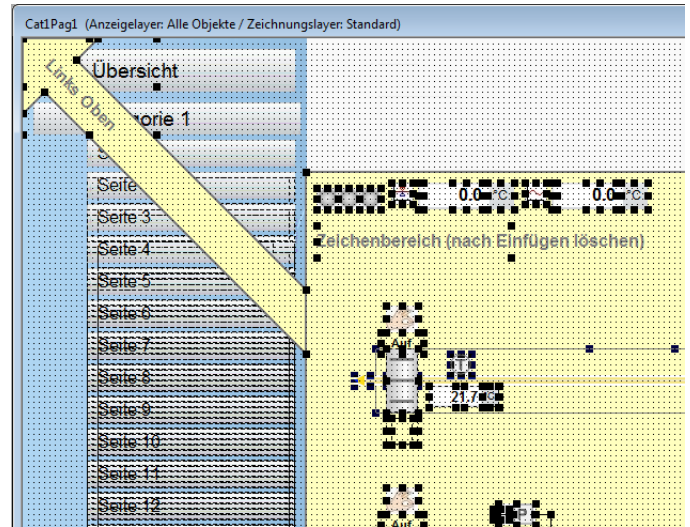 Cat1Pag1 (Anzeigelayer: Alle Objekte / Zeichnungslayer: Standard)
Links Oben
Übersicht
orie 1
Seite
Seite 3
Seite 4
Seite 5
Seite 6
Seite 7
Seite 8
Seite 9
Seite 10
Seite 11
Seite 12
0.0 °C
0.0 °C
Zeichenbereich (nach Einfügen löschen)
Auf
T
21.7 °C
P
Auf